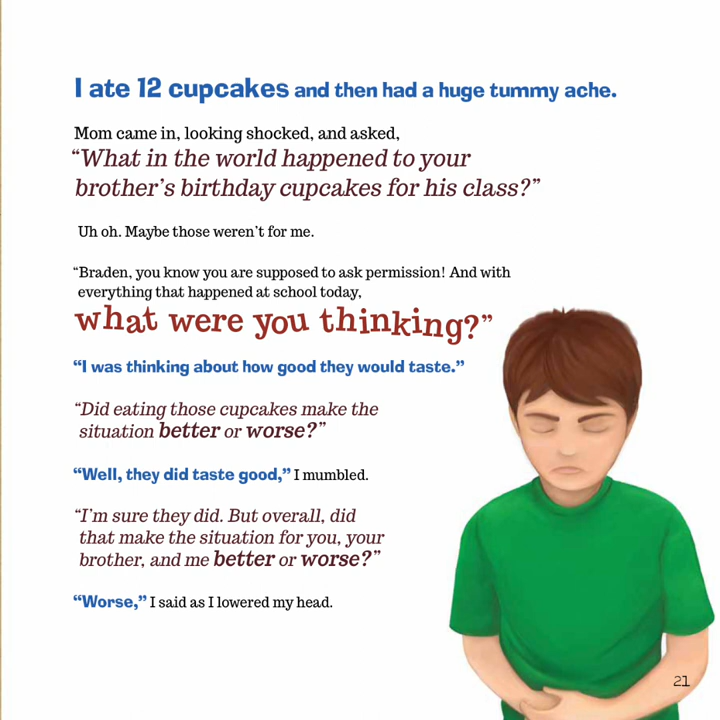 I ate 12 cupcakes and then had a huge tummy ache.
Mom came in, looking shocked, and asked,
“What in the world happened to your
brother’s birthday cupcakes for his class?”
Uh oh. Maybe those weren’t for me.
“Braden, you know you are supposed to ask permission! And with
everything that happened at school today,
what were you thinking?”
“I was thinking about how good they would taste.”
“Did eating those cupcakes make the
situation better or worse?”
“Well, they did taste good,” I mumbled.
“I’m sure they did. But overall, did
that make the situation for you, your
brother, and me better or worse?”
“Worse,” I said as I lowered my head.
21